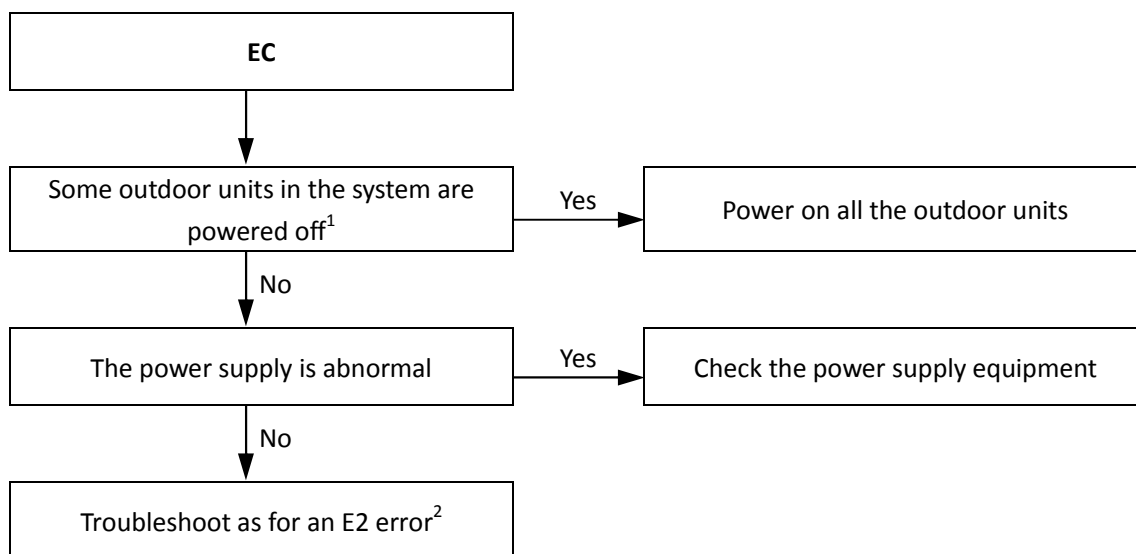 EC
Some outdoor units in the system are
powered off¹
Yes
Power on all the outdoor units
No
The power supply is abnormal
Yes
Check the power supply equipment
No
Troubleshoot as for an E2 error²